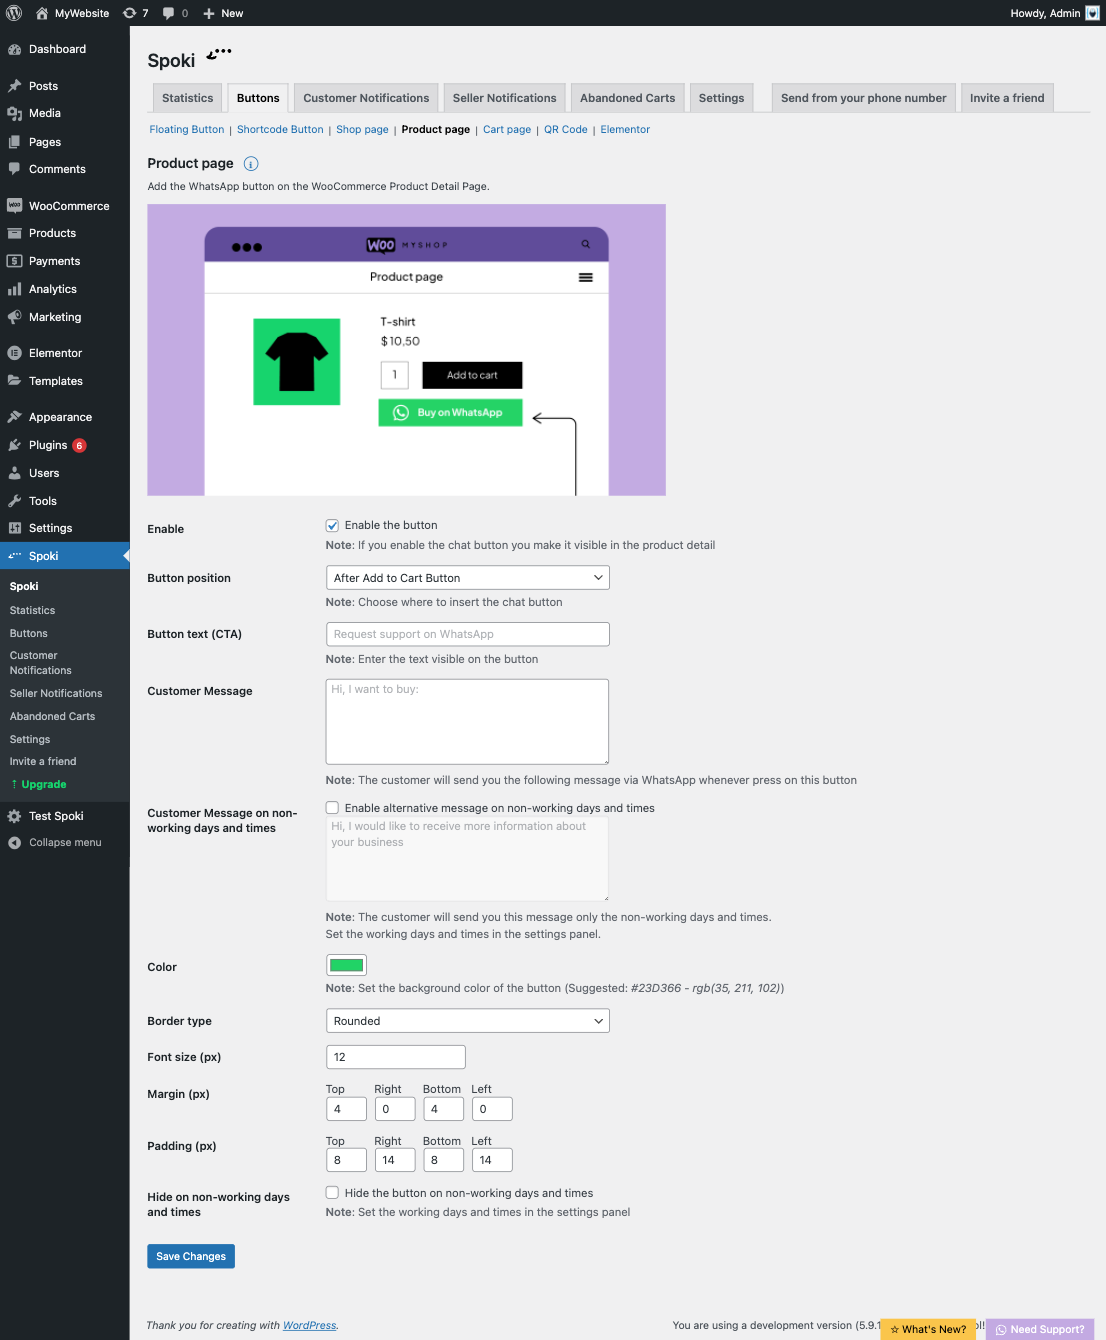 MyWebsite 7 0 New Howdy, Admin
Dashboard
Posts
Media
Pages
Comments
WooCommerce
Products
Payments
Analytics
Marketing
Elementor
Templates
Appearance
Plugins 6
Users
Tools
Settings
Spoki
Spoki
Statistics
Buttons
Customer
Notifications
Seller Notifications
Abandoned Carts
Settings
Invite a friend
↑ Upgrade
Test Spoki
Collapse menu
Spoki
Statistics Buttons Customer Notifications Seller Notifications Abandoned Carts Settings Send from your phone number Invite a friend
Floating Button | Shortcode Button | Shop page | Product page | Cart page | QR Code | Elementor
Product page
Add the WhatsApp button on the WooCommerce Product Detail Page.
WOO MYSHOP
Product page
T-shirt
$10,50
1 Add to cart
Buy on WhatsApp
Enable Enable the button
Note: If you enable the chat button you make it visible in the product detail
Button position After Add to Cart Button
Note: Choose where to insert the chat button
Button text (CTA) Request support on WhatsApp
Note: Enter the text visible on the button
Customer Message Hi, I want to buy:
Note: The customer will send you the following message via WhatsApp whenever press on this button
Customer Message on non-
working days and times
Enable alternative message on non-working days and times
Hi, I would like to receive more information about
your business
Note: The customer will send you this message only the non-working days and times.
Set the working days and times in the settings panel.
Color
Note: Set the background color of the button (Suggested: #23D366 - rgb(35, 211, 102))
Border type Rounded
Font size (px) 12
Margin (px) Top Right Bottom Left
4 0 4 0
Padding (px) Top Right Bottom Left
8 14 8 14
Hide on non-working days
and times
Hide the button on non-working days and times
Note: Set the working days and times in the settings panel
Save Changes
Thank you for creating with WordPress. You are using a development version (5.9.1
☆ What's New? Need Support?